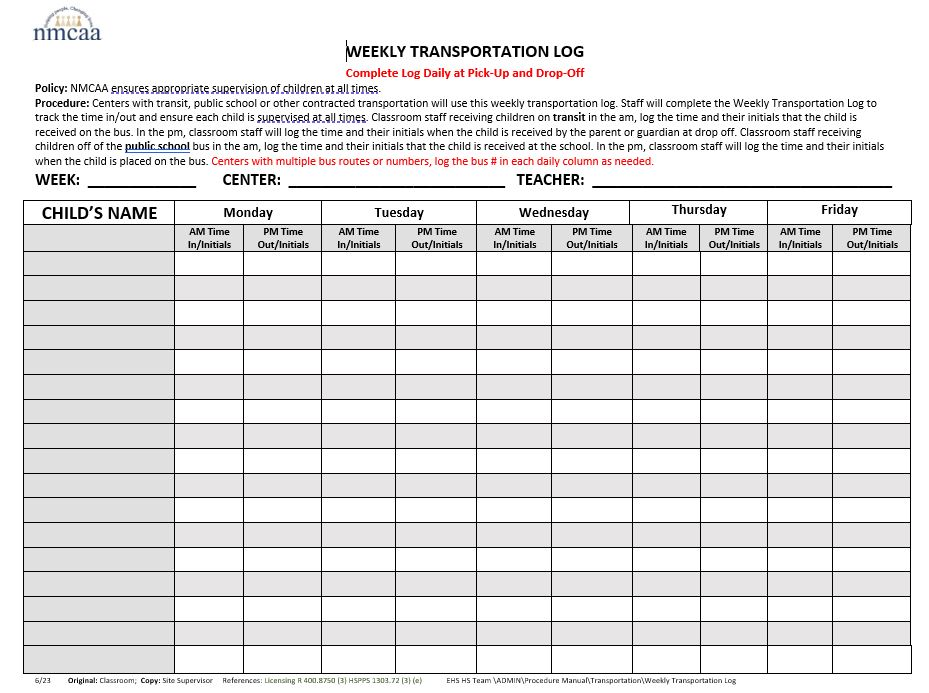 Helping people. Changing lives.
nmcaa
WEEKLY TRANSPORTATION LOG
Complete Log Daily at Pick-Up and Drop-Off
Policy: NMCAA ensures appropriate supervision of children at all times.
Procedure: Centers with transit, public school or other contracted transportation will use this weekly transportation log. Staff will complete the Weekly Transportation Log to
track the time in/out and ensure each child is supervised at all times. Classroom staff receiving children on transit in the am, log the time and their initials that the child is
received on the bus. In the pm, classroom staff will log the time and their initials when the child is received by the parent or guardian at drop off. Classroom staff receiving
children off of the public school bus in the am, log the time and their initials that the child is received at the school. In the pm, classroom staff will log the time and their initials
when the child is placed on the bus. Centers with multiple bus routes or numbers, log the bus # in each daily column as needed.
WEEK: ____________ CENTER: ________________________ TEACHER: _________________________________
CHILD'S NAME Monday Tuesday Wednesday Thursday Friday
AM Time PM Time AM Time PM Time AM Time PM Time AM Time PM Time AM Time PM Time
In/Initials Out/Initials In/Initials Out/Initials In/Initials Out/Initials In/Initials Out/Initials In/Initials Out/Initials
6/23 Original: Classroom; Copy: Site Supervisor References: Licensing R 400.8750 (3) HSPPS 1303.72 (3) (e) EHS HS Team \ADMIN\Procedure Manual\Transportation\Weekly Transportation Log